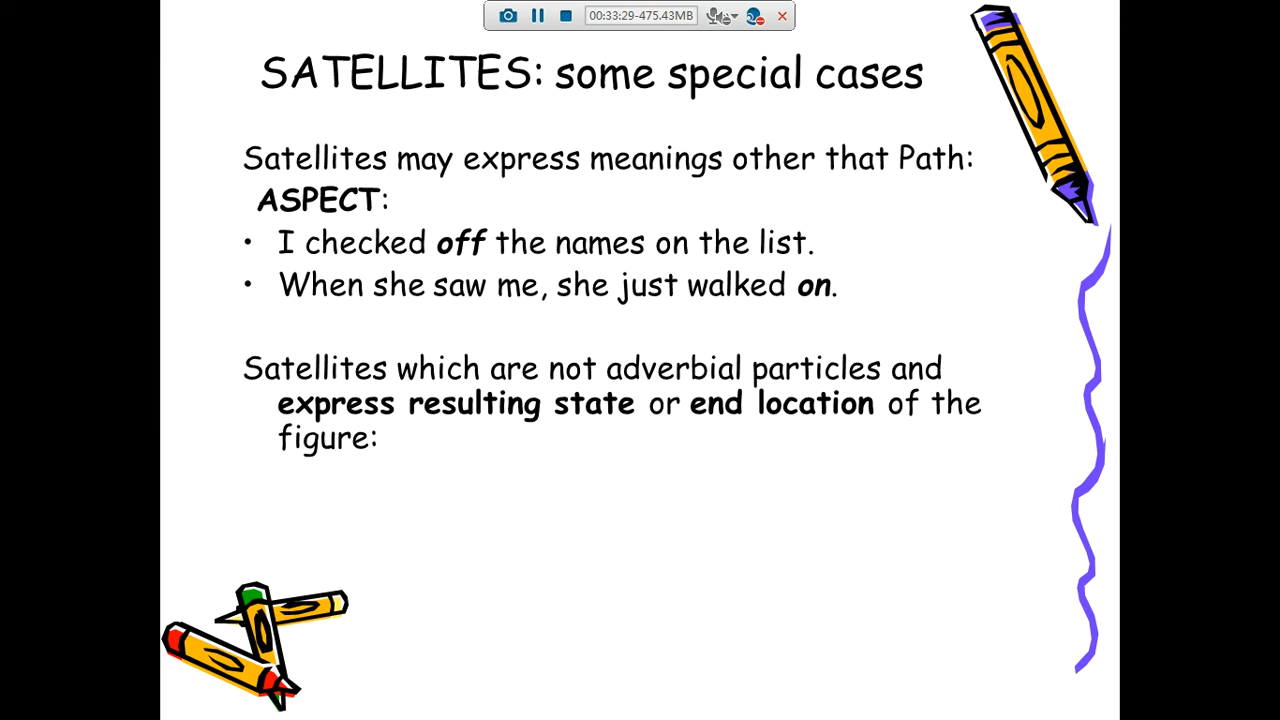 00:33:29-475.43MB
SATELLITES: some special cases
Satellites may express meanings other that Path:
ASPECT:
• I checked off the names on the list.
• When she saw me, she just walked on.
Satellites which are not adverbial particles and
express resulting state or end location of the
figure: